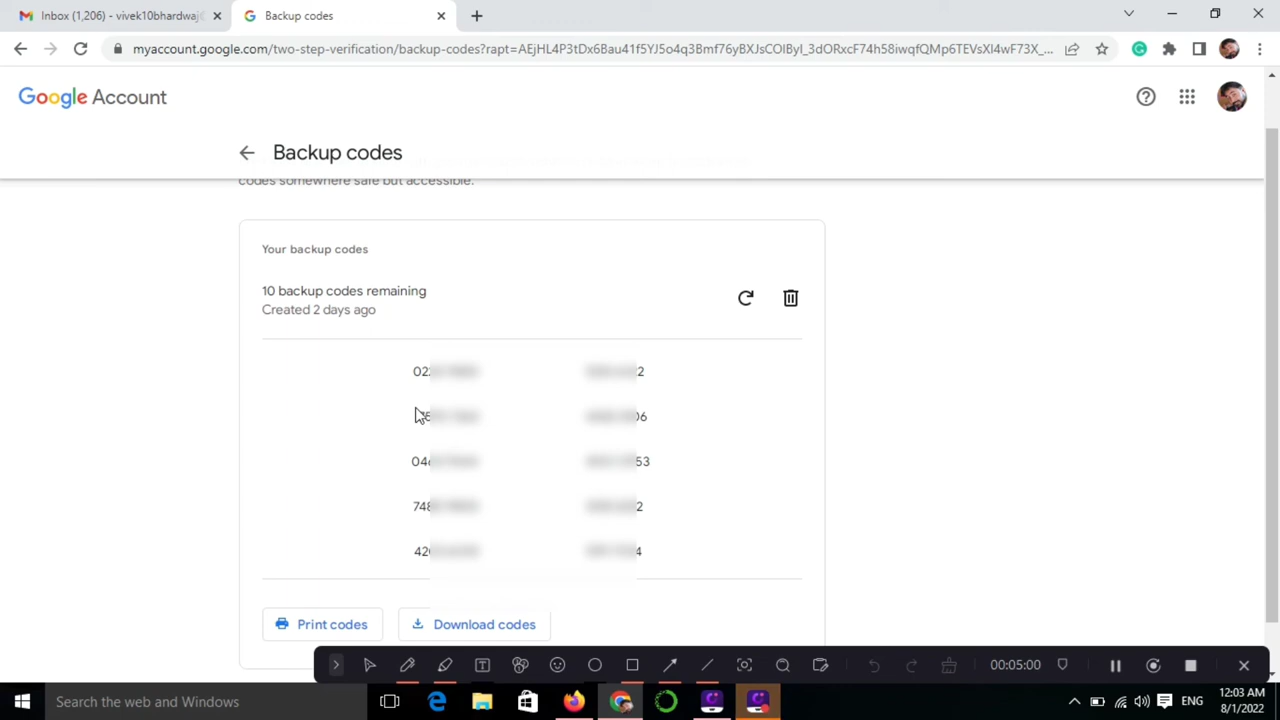 Inbox (1,206) - vivek10bhardwaj
Backup codes
myaccount.google.com/two-step-verification/backup-codes?rapt=AEjHL4P3tDx6Bau41f5YJ5o4q3Bmf76yBXJsCOIByI_3dORxcF74h58iwqfQMp6TEVsXl4wF73X_...
Google Account
Backup codes
codes somewhere safe but accessible.
Your backup codes
10 backup codes remaining
Created 2 days ago
Print codes
Download codes
00:05:00
Search the web and Windows
ENG
12:03 AM
8/1/2022